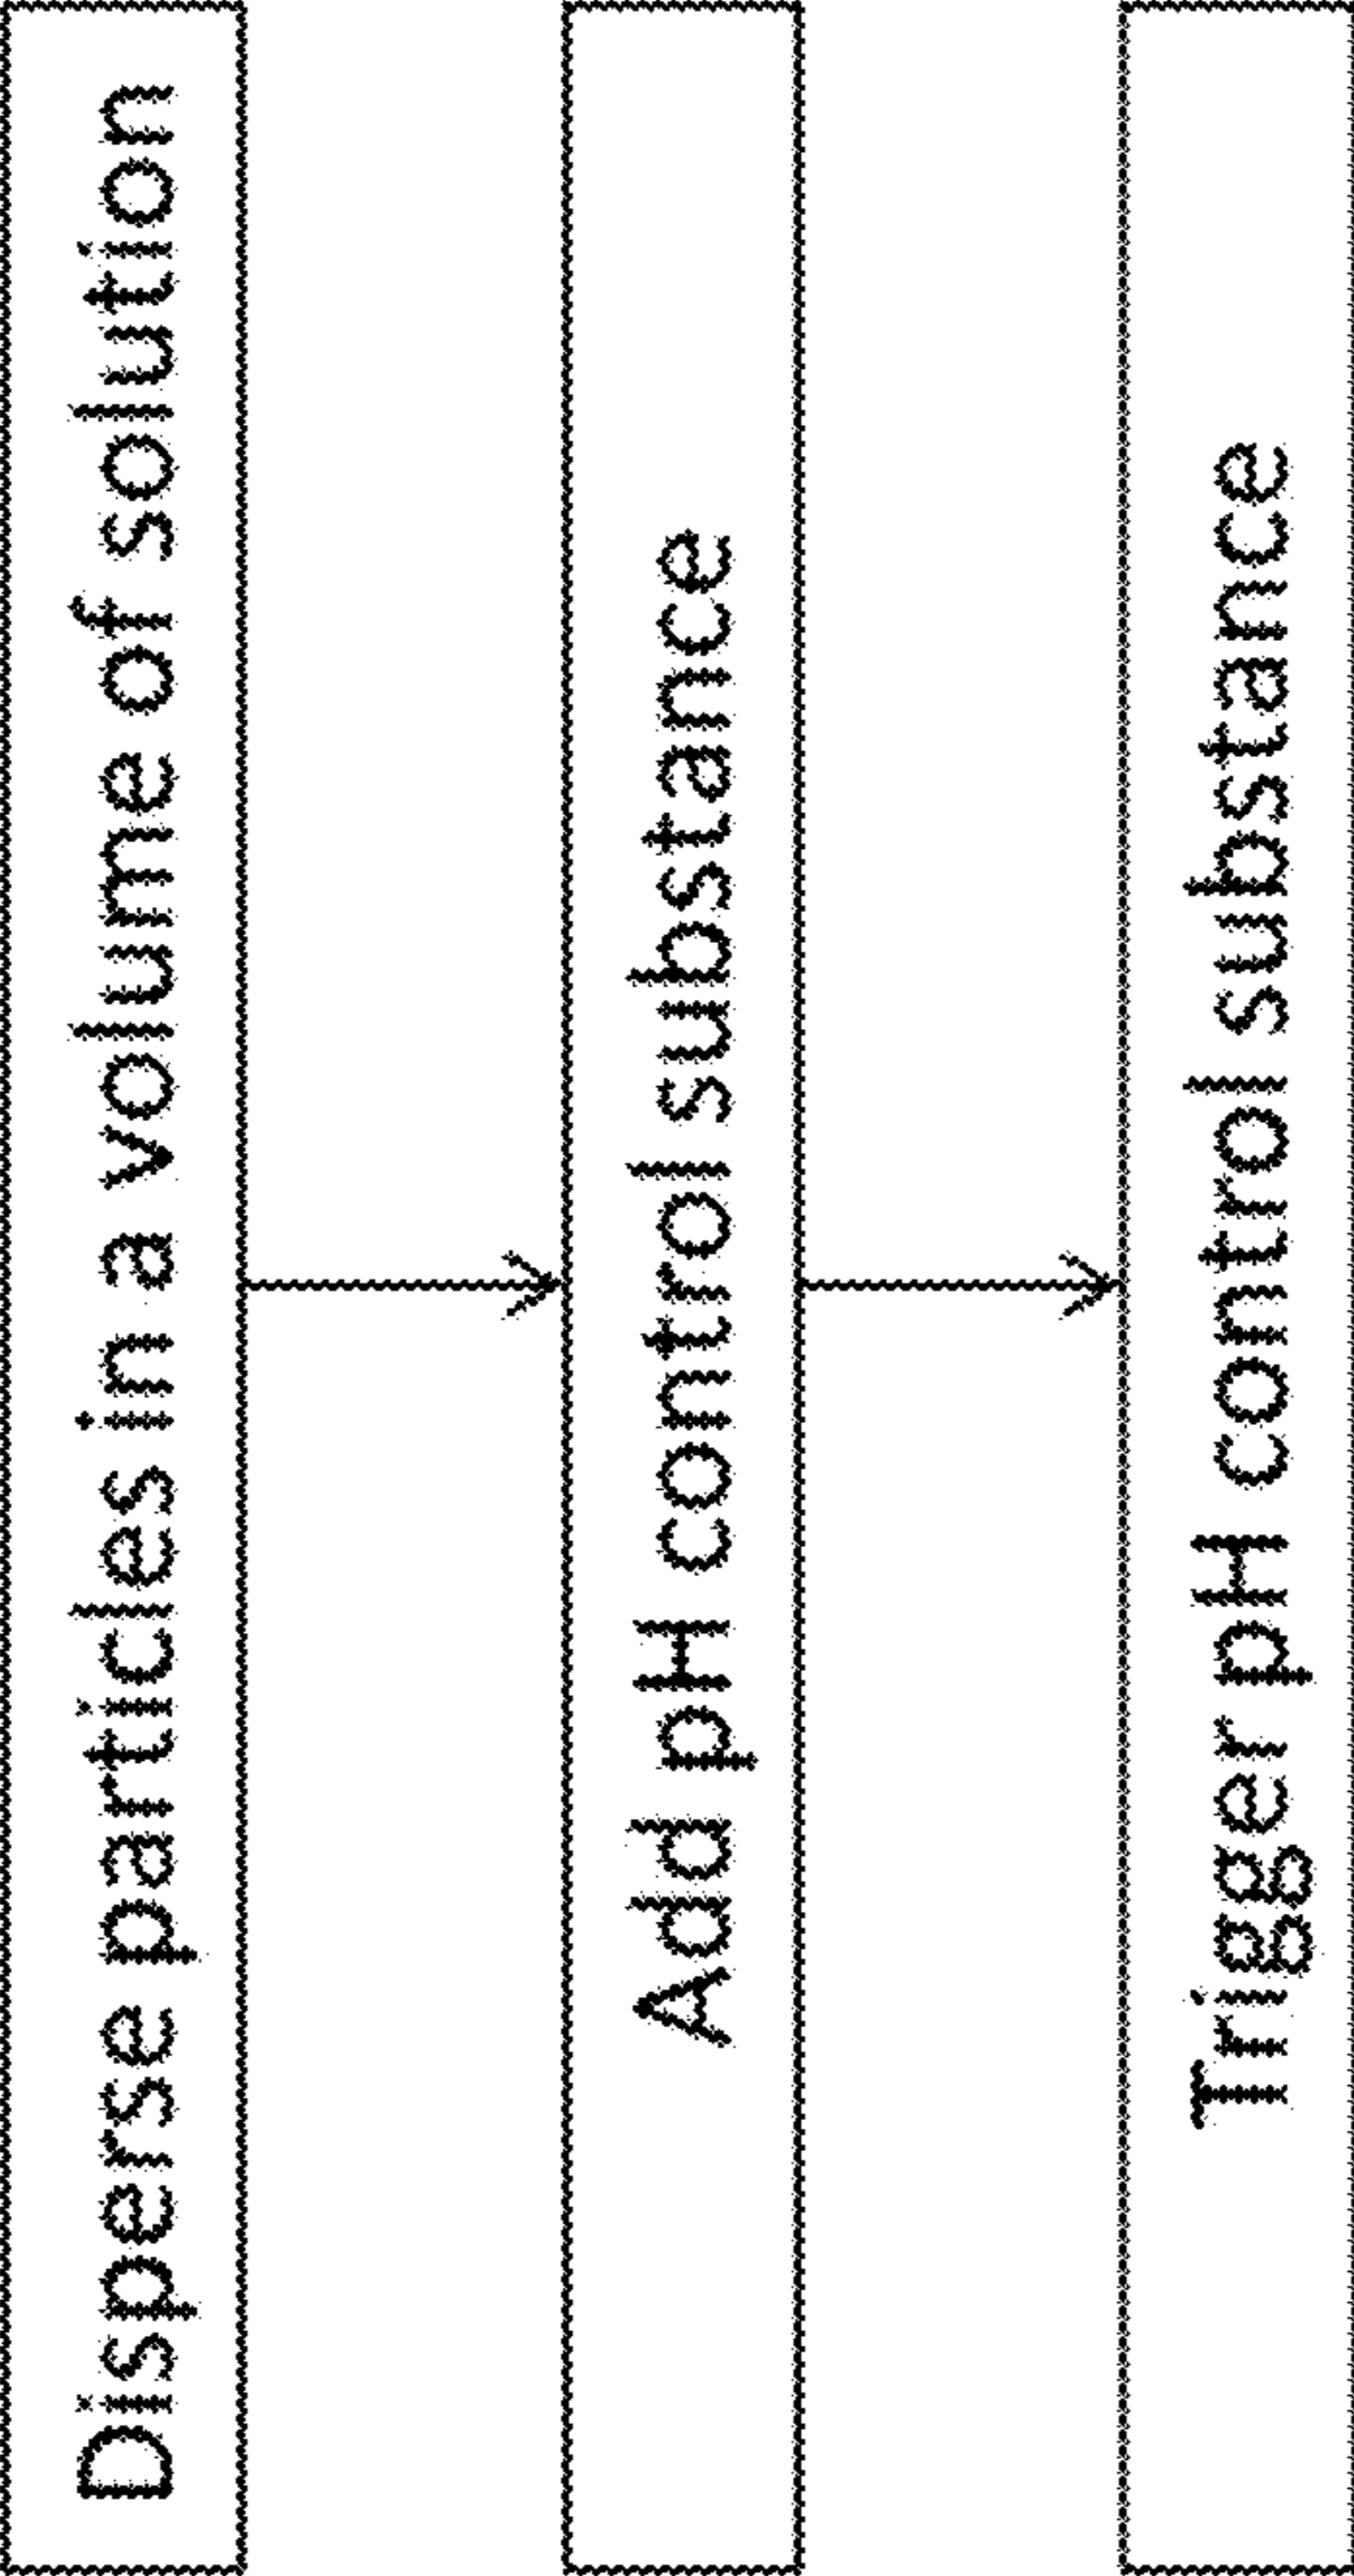 Disperse particles in a volume of solution
Add pH control substance
Trigger pH control substance